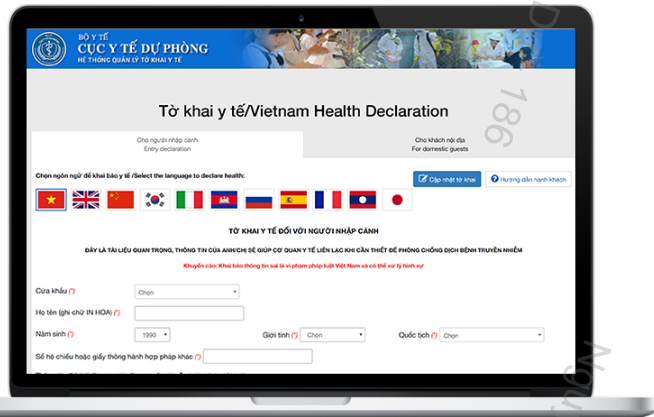 BỘ Y TẾ
CỤC Y TẾ DỰ PHÒNG
HỆ THỐNG QUẢN LÝ TỜ KHAI Y TẾ
Tờ khai y tế/Vietnam Health Declaration
Cho người nhập cảnh
Entry declaration
Cho khách nội địa
For domestic guests
Chọn ngôn ngữ để khai báo y tế /Select the language to declare health:
Cập nhật tờ khai
Hướng dẫn hành khách
TỜ KHAI Y TẾ ĐỐI VỚI NGƯỜI NHẬP CẢNH
ĐÂY LÀ TÀI LIỆU QUAN TRỌNG, THÔNG TIN CỦA ANH/CHỊ SẼ GIÚP CƠ QUAN Y TẾ LIÊN LẠC KHI CẦN THIẾT ĐỂ PHÒNG CHỐNG DỊCH BỆNH TRUYỀN NHIỄM
Khuyến cáo: Khai báo thông tin sai là vi phạm pháp luật Việt Nam và có thể xử lý hình sự
Cửa khẩu (*) Chọn
Họ tên (ghi chữ IN HOA) (*)
Năm sinh (*) 1990 Giới tính (*) Chọn Quốc tịch (*) Chọn
Số hộ chiếu hoặc giấy thông hành hợp pháp khác (*)
186